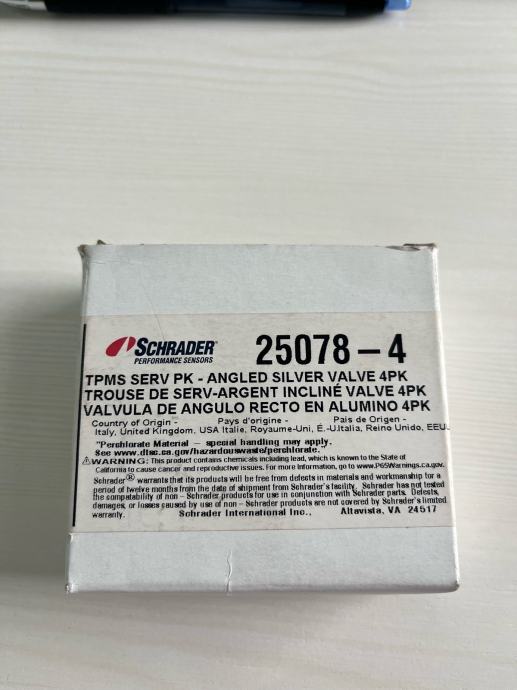 SCHRADER®
PERFORMANCE SENSORS
25078-4
TPMS SERV PK - ANGLED SILVER VALVE 4PK
TROUSE DE SERV-ARGENT INCLINÉ VALVE 4PK
VALVULA DE ANGULO RECTO EN ALUMINO 4PK
Country of Origin - Pays d'origine - Pais de Origen -
Italy, United Kingdom, USA Italie, Royaume-Uni, É.-U.Italia, Reino Unido, EEUU
"Perchlorate Material - special handling may apply.
See www.dtsc.ca.gov/hazardouswaste/perchlorate."
⚠WARNING: This product contains chemicals including lead, which is known to the State of
California to cause cancer and reproductive issues. For more information, go to www.P65Warnings.ca.gov.
Schrader® warrants that its products will be free from defects in materials and workmanship for a
period of twelve months from the date of shipment from Schrader's facility. Schrader has not tested
the compatability of non - Schrader products for use in conjunction with Schrader parts. Defects,
damages, or losses caused by use of non - Schrader products are not covered by Schrader's limited
warranty. Schrader International Inc., Altavista, VA 24517